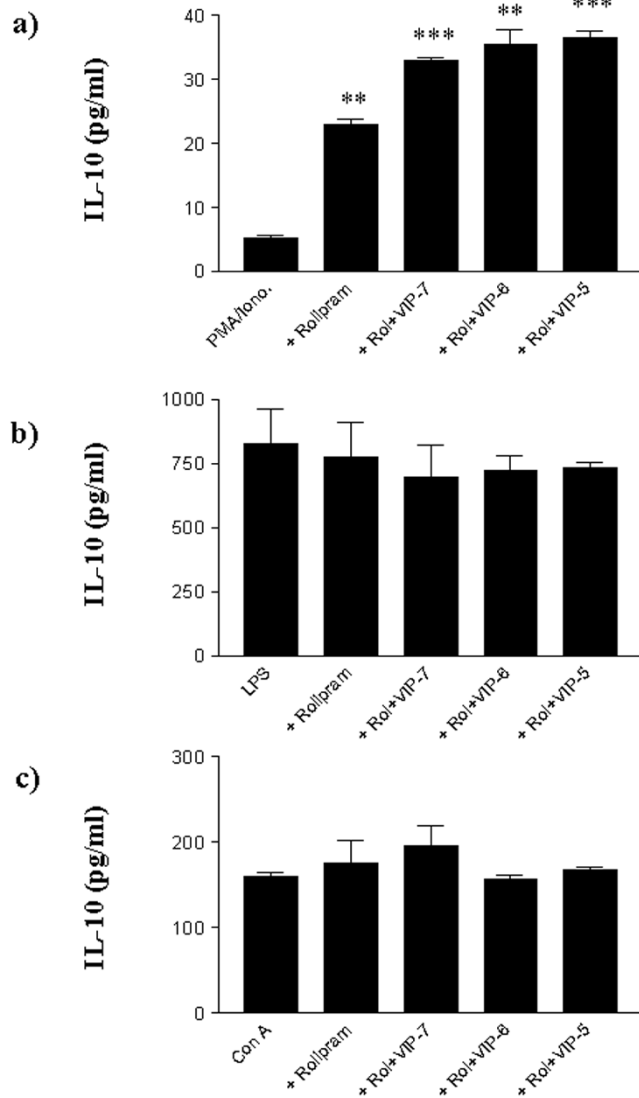 a)
IL-10 (pg/ml)
40
30
20
10
0
**
***
**
***
PMA/Iono.
+ Rolipram
+ Rol+VIP-7
+ Rol+VIP-6
+ Rol+VIP-5
b)
IL-10 (pg/ml)
1000
750
500
250
0
LPS
+ Rolipram
+ Rol+VIP-7
+ Rol+VIP-6
+ Rol+VIP-5
c)
IL-10 (pg/ml)
300
200
100
0
Con A
+ Rolipram
+ Rol+VIP-7
+ Rol+VIP-6
+ Rol+VIP-5